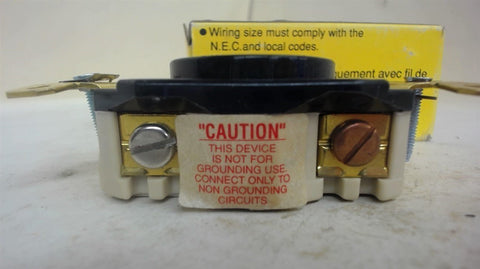 ● Wiring size must comply with the
N.E.C. and local codes.
uement avec fil de
"CAUTION"
THIS DEVICE
IS NOT FOR
GROUNDING USE.
CONNECT ONLY TO
NON GROUNDING
CIRCUITS